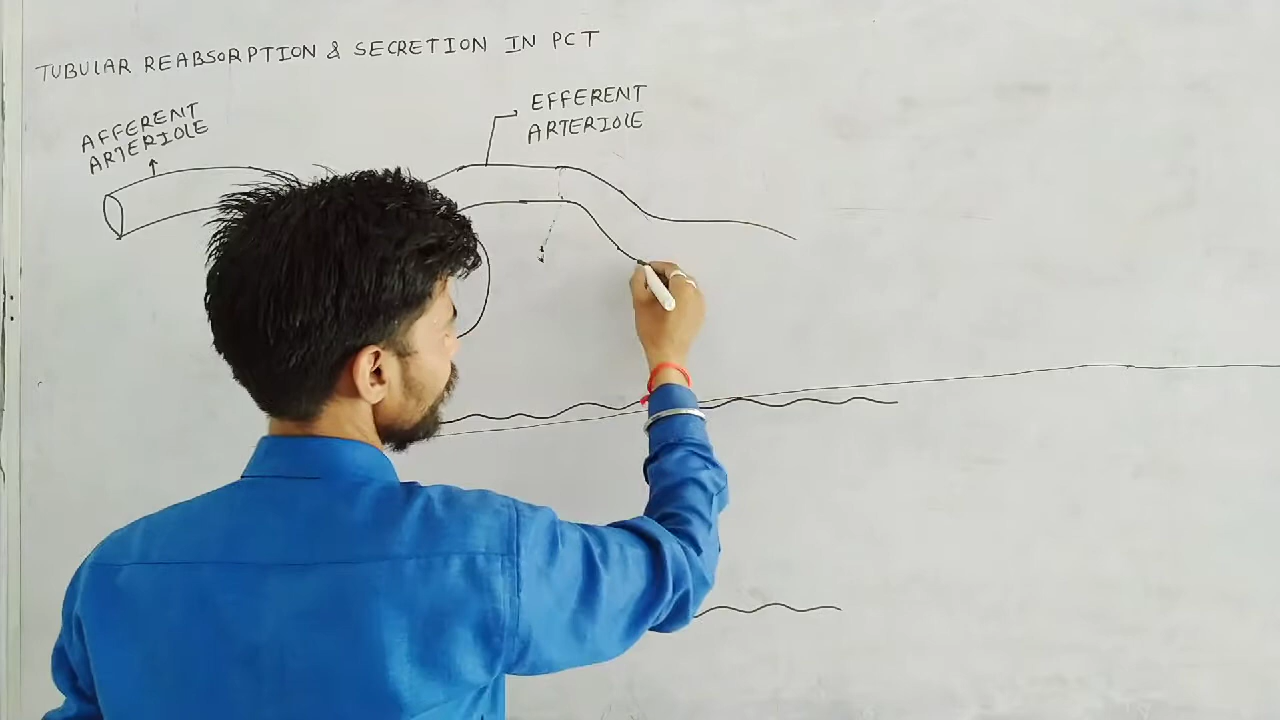 TUBULAR REABSORPTION & SECRETION IN PCT
AFFERENT
ARTERIOLE
EFFERENT
ARTERIOLE